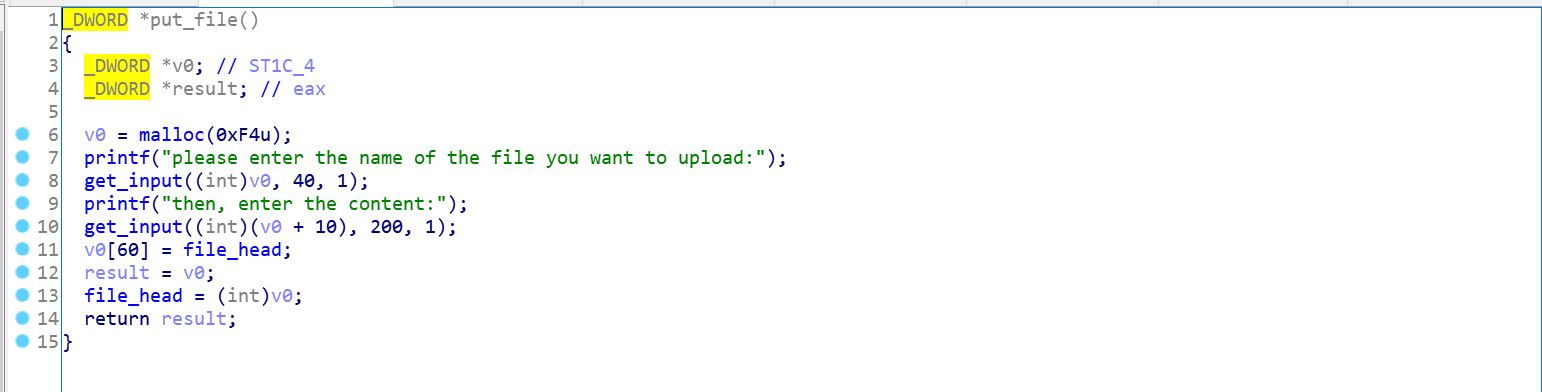 1 _DWORD *put_file()
2 {
3 _DWORD *v0; // ST1C_4
4 _DWORD *result; // eax
5
6 v0 = malloc(0xF4u);
7 printf("please enter the name of the file you want to upload:");
8 get_input((int)v0, 40, 1);
9 printf("then, enter the content:");
10 get_input((int)(v0 + 10), 200, 1);
11 v0[60] = file_head;
12 result = v0;
13 file_head = (int)v0;
14 return result;
15 }